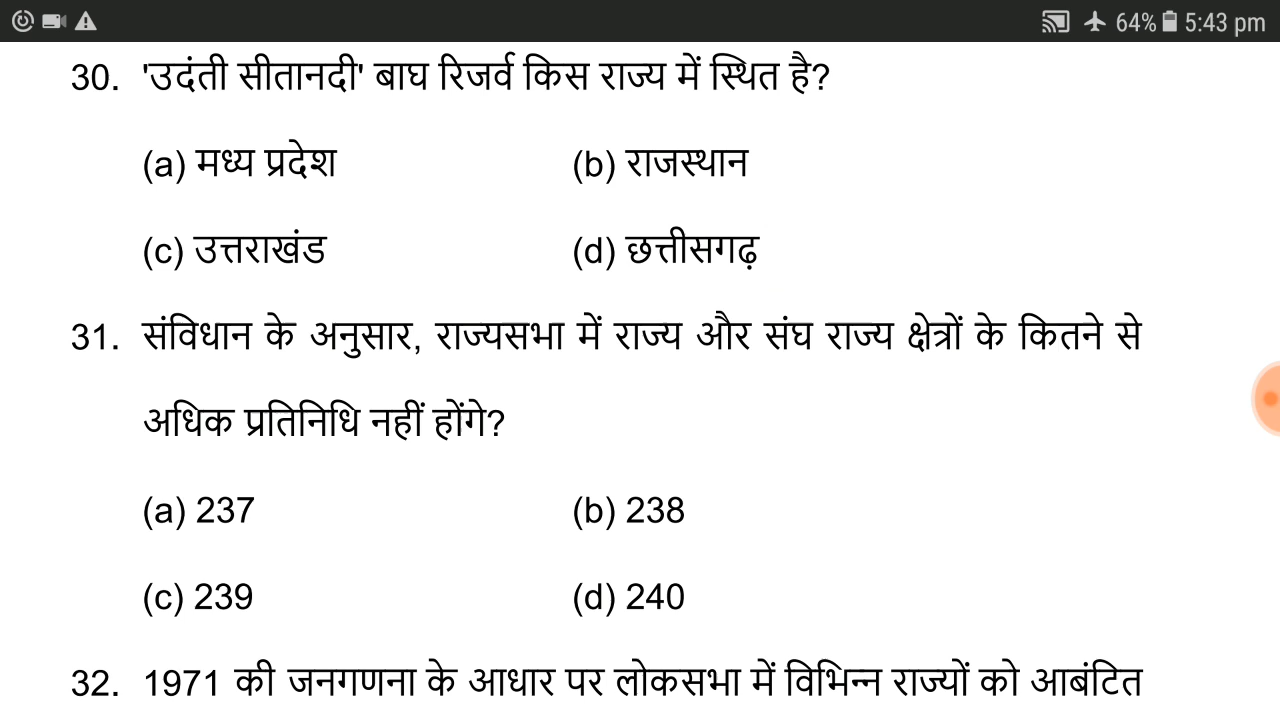 64% 5:43 pm
30. 'उदंती सीतानदी' बाघ रिजर्व किस राज्य में स्थित है?
(a) मध्य प्रदेश (b) राजस्थान
(c) उत्तराखंड (d) छत्तीसगढ़
31. संविधान के अनुसार, राज्यसभा में राज्य और संघ राज्य क्षेत्रों के कितने से
अधिक प्रतिनिधि नहीं होंगे?
(a) 237 (b) 238
(c) 239 (d) 240
32. 1971 की जनगणना के आधार पर लोकसभा में विभिन्न राज्यों को आबंटित